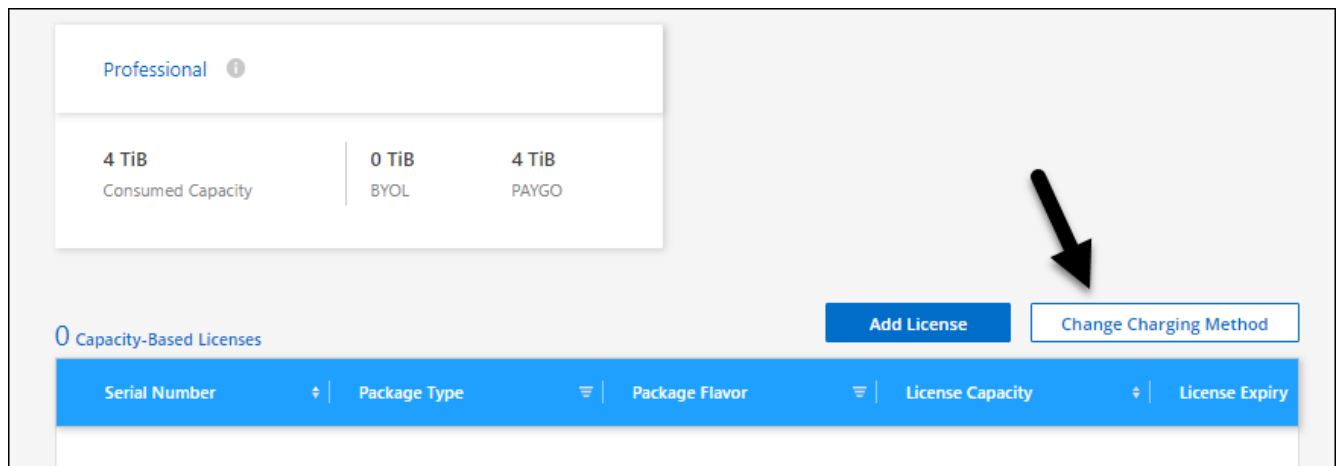 Professional
4 TiB 0 TiB 4 TiB
Consumed Capacity BYOL PAYGO
Add License Change Charging Method
0 Capacity-Based Licenses
Serial Number Package Type Package Flavor License Capacity License Expiry